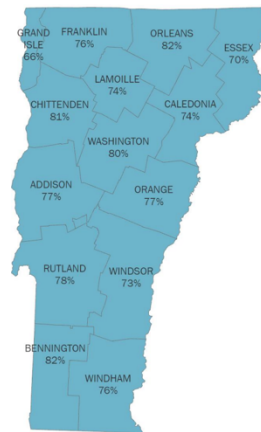 GRAND
ISLE
66%
FRANKLIN
76%
ORLEANS
82%
ESSEX
70%
LAMOILLE
74%
CHITTENDEN
81%
CALEDONIA
74%
WASHINGTON
80%
ADDISON
77%
ORANGE
77%
RUTLAND
78%
WINDSOR
73%
BENNINGTON
82%
WINDHAM
76%